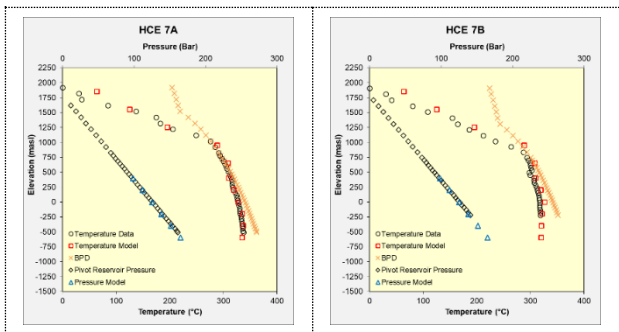 HCE 7A
Pressure (Bar)
0 100 200 300
2250
2000
1750
1500
1250
1000
750
500
250
0
-250
-500
-750
-1000
-1250
-1500
Elevation (masl)
Temperature Data
Temperature Model
BPD
Pivot Reservoir Pressure
Pressure Model
0 100 200 300 400
Temperature (°C)
HCE 7B
Pressure (Bar)
0 100 200 300
2250
2000
1750
1500
1250
1000
750
500
250
0
-250
-500
-750
-1000
-1250
-1500
Elevation (masl)
Temperature Data
Temperature Model
BPD
Pivot Reservoir Pressure
Pressure Model
0 100 200 300 400
Temperature (°C)